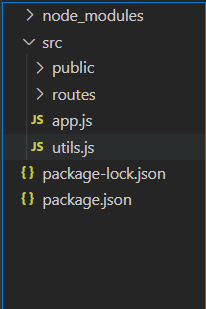 node_modules
src
public
routes
JS app.js
JS utils.js
{} package-lock.json
{} package.json